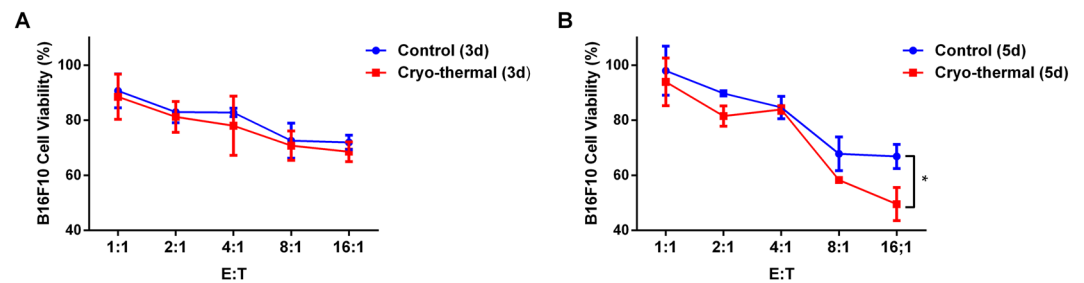 A
B16F10 Cell Viability (%)
100
80
60
40
1:1
2:1
4:1
8:1
16:1
E:T
Control (3d)
Cryo-thermal (3d)
B
B16F10 Cell Viability (%)
100
80
60
40
1:1
2:1
4:1
8:1
16;1
E:T
Control (5d)
Cryo-thermal (5d)
*